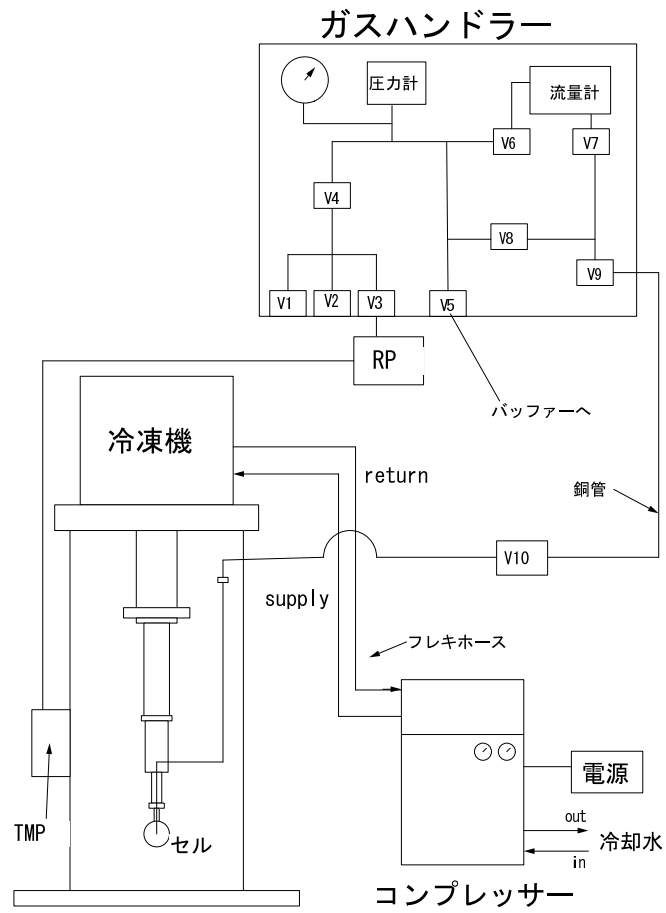 ガスハンドラー
圧力計
流量計
V6
V7
V4
V8
V9
V1
V2
V3
V5
RP
バッファーへ
冷凍機
return
銅管
V10
supply
フレキホース
電源
TMP
セル
out
冷却水
in
コンプレッサー